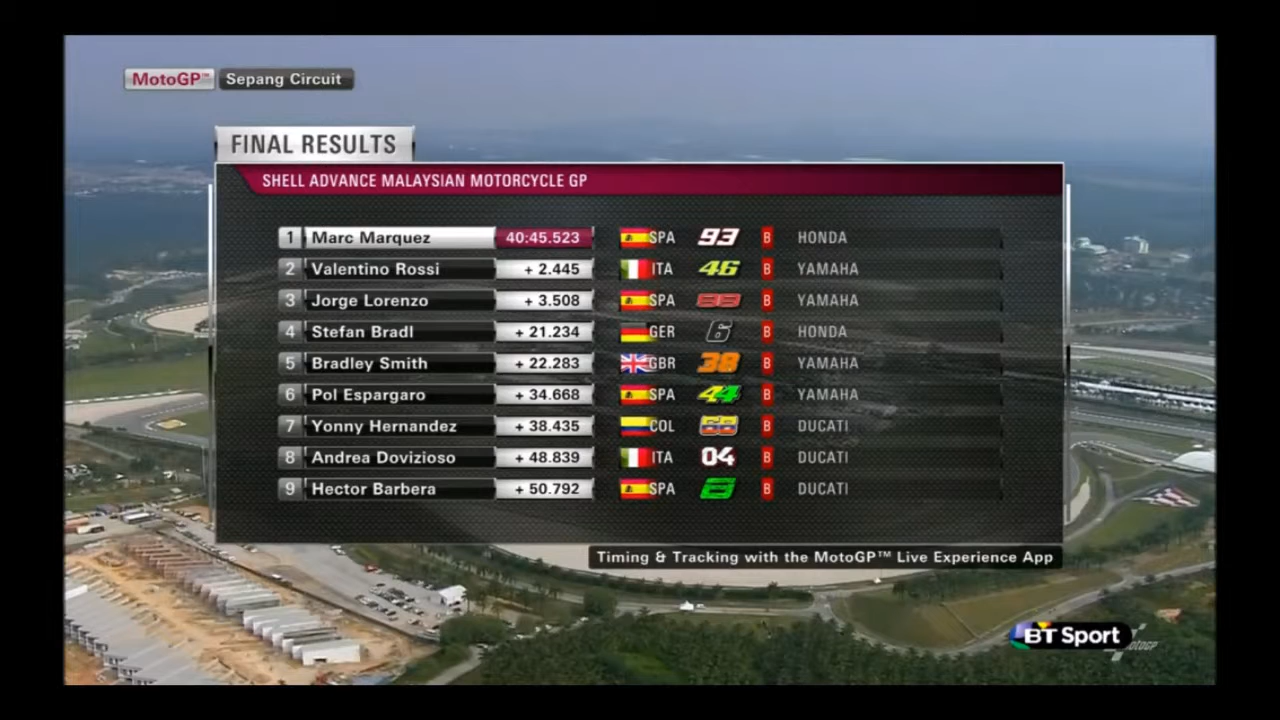 MotoGP™ Sepang Circuit
FINAL RESULTS
SHELL ADVANCE MALAYSIAN MOTORCYCLE GP
1 Marc Marquez 40:45.523 SPA 93 B HONDA
2 Valentino Rossi + 2.445 ITA 46 B YAMAHA
3 Jorge Lorenzo + 3.508 SPA B YAMAHA
4 Stefan Bradl + 21.234 GER 6 B HONDA
5 Bradley Smith + 22.283 GBR 38 B YAMAHA
6 Pol Espargaro + 34.668 SPA 44 B YAMAHA
7 Yonny Hernandez + 38.435 COL 68 B DUCATI
8 Andrea Dovizioso + 48.839 ITA 04 B DUCATI
9 Hector Barbera + 50.792 SPA 8 B DUCATI
Timing & Tracking with the MotoGP™ Live Experience App
BT Sport